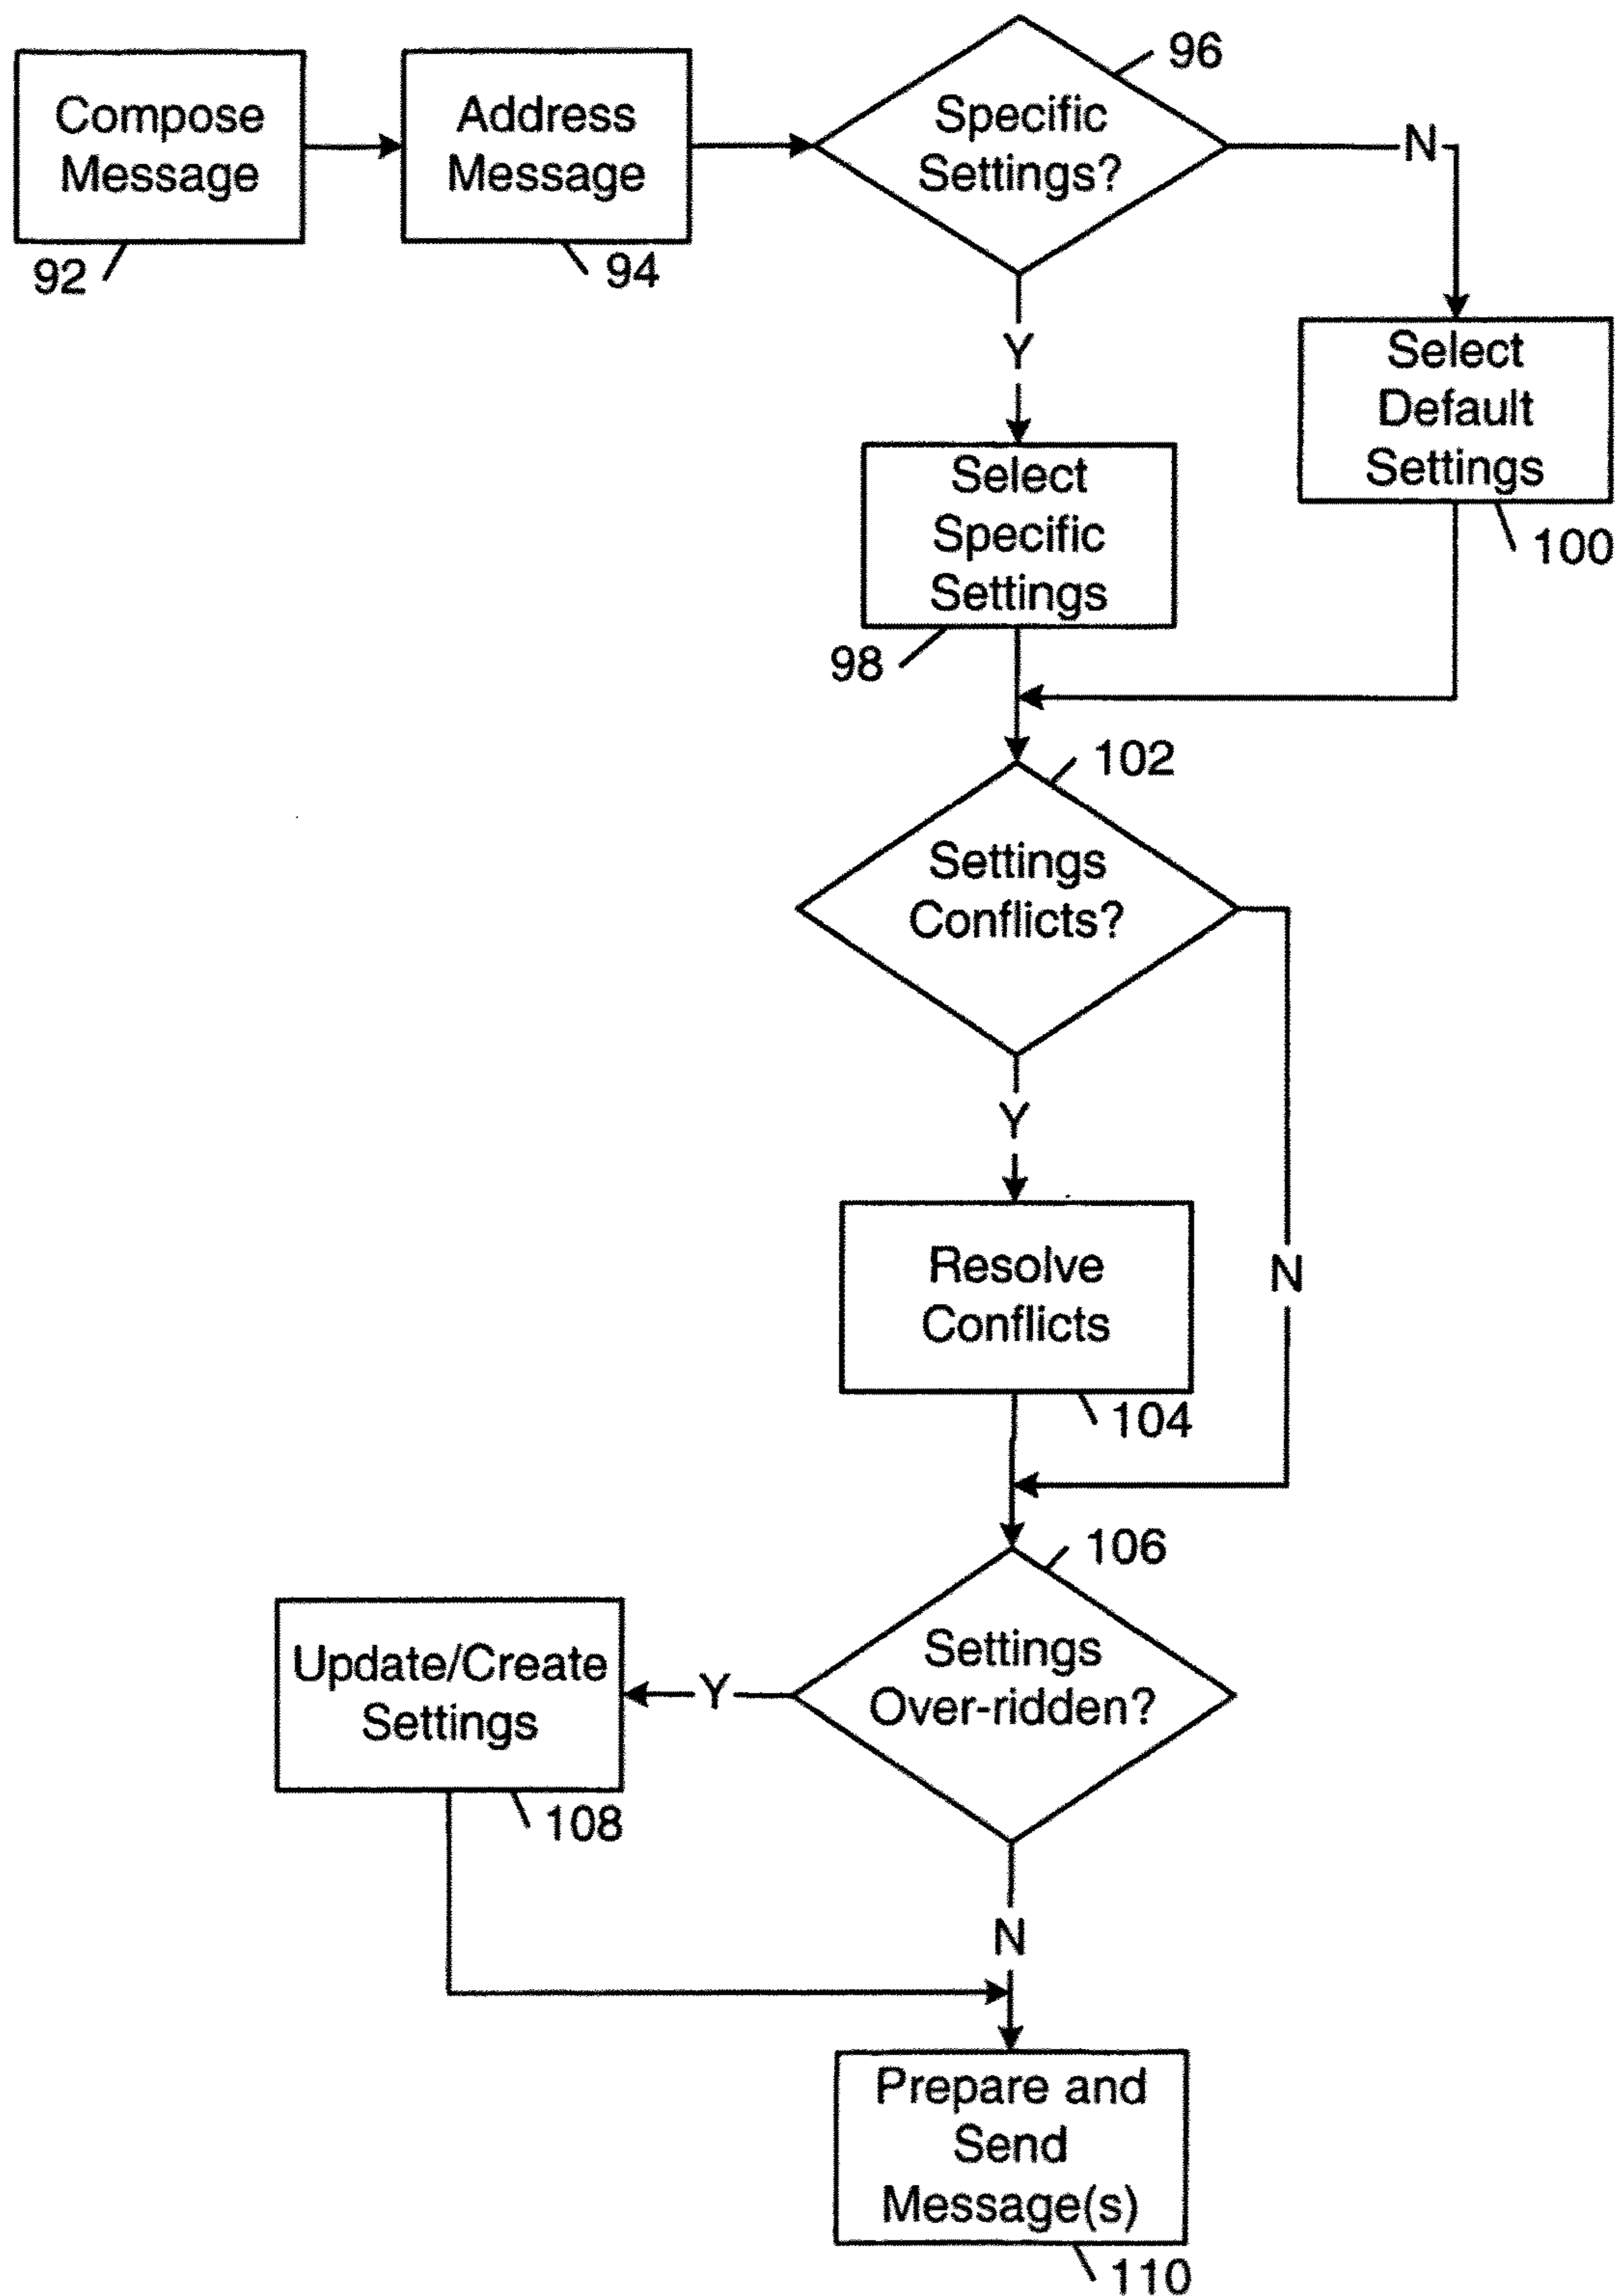 Compose
Message
92
Address
Message
94
Specific
Settings?
96
N
Y
Select
Default
Settings
100
Select
Specific
Settings
98
102
Settings
Conflicts?
Y
N
Resolve
Conflicts
104
106
Settings
Over-ridden?
Y
Update/Create
Settings
108
N
Prepare and
Send
Message(s)
110